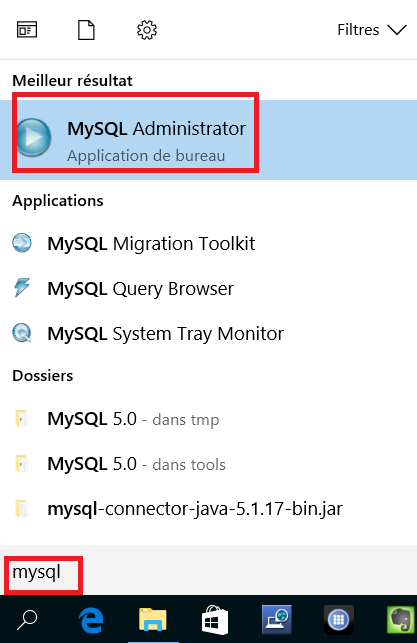 Filtres
Meilleur résultat
MySQL Administrator
Application de bureau
Applications
MySQL Migration Toolkit
MySQL Query Browser
MySQL System Tray Monitor
Dossiers
MySQL 5.0 - dans tmp
MySQL 5.0 - dans tools
mysql-connector-java-5.1.17-bin.jar
mysql